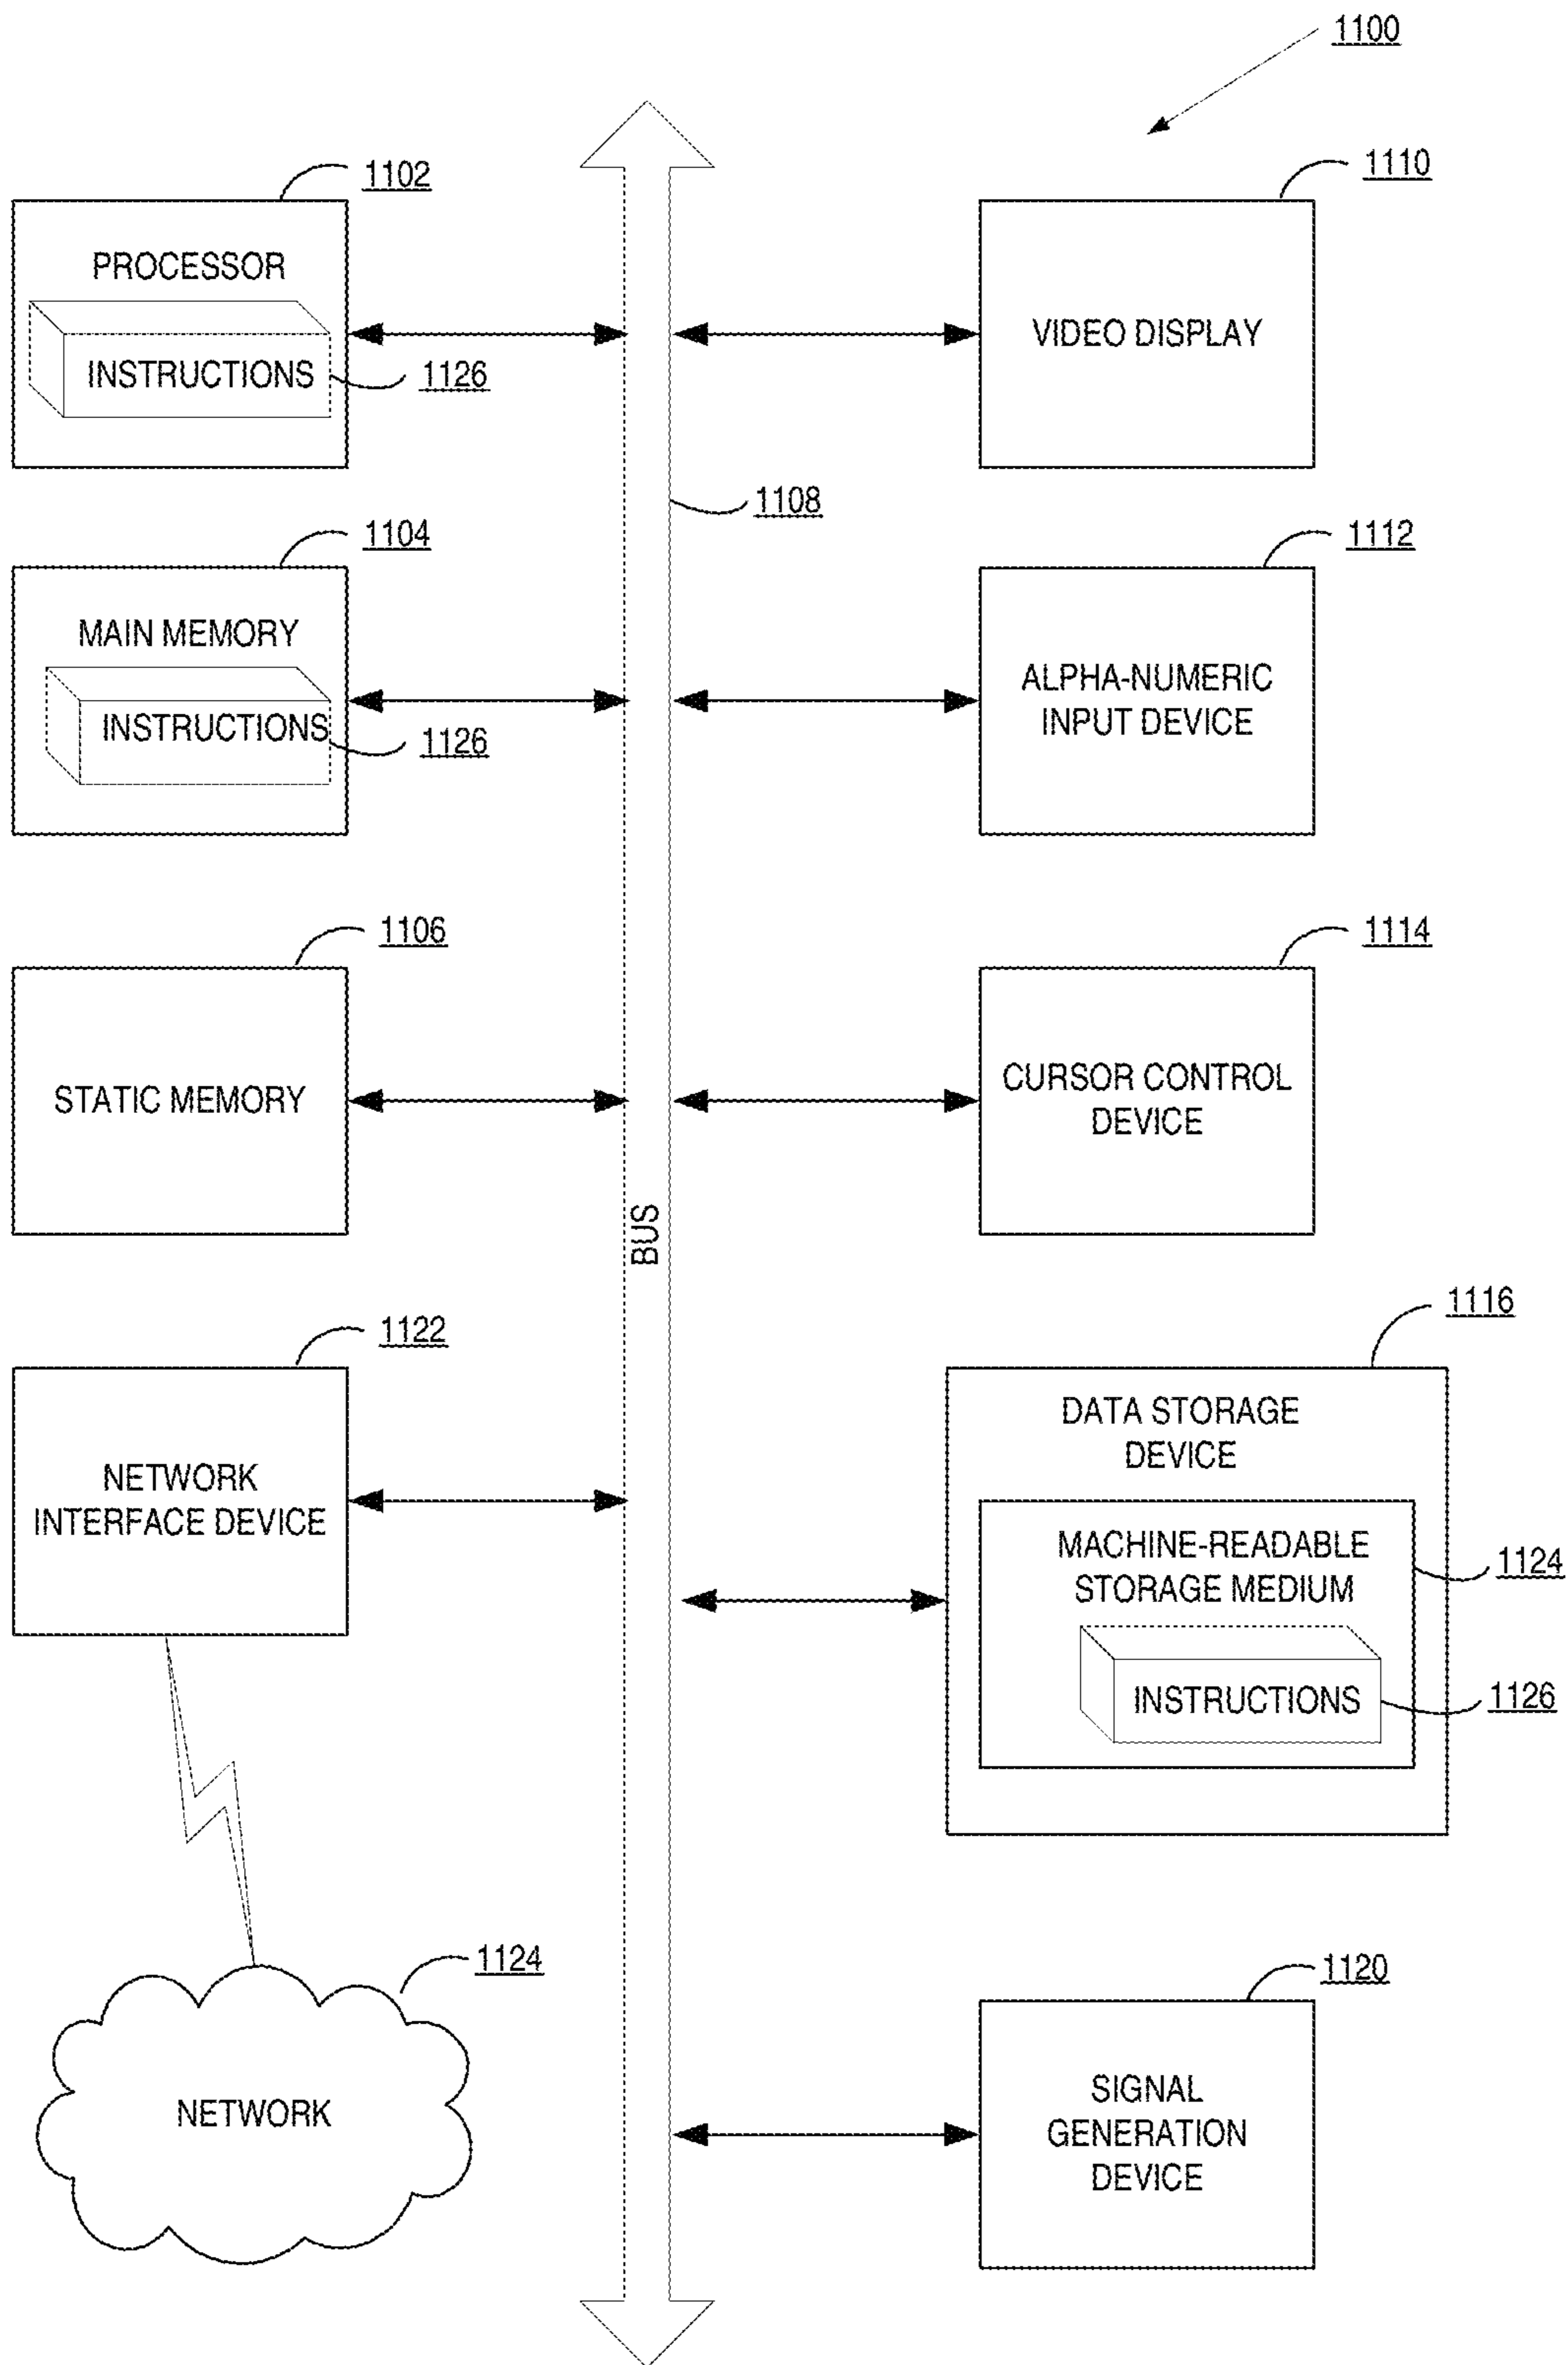 1100
1102
PROCESSOR
INSTRUCTIONS
1126
1110
VIDEO DISPLAY
1108
1104
MAIN MEMORY
INSTRUCTIONS
1126
1112
ALPHA-NUMERIC
INPUT DEVICE
1106
STATIC MEMORY
1114
CURSOR CONTROL
DEVICE
BUS
1122
NETWORK
INTERFACE DEVICE
1116
DATA STORAGE
DEVICE
MACHINE-READABLE
STORAGE MEDIUM
1124
INSTRUCTIONS
1126
1124
NETWORK
1120
SIGNAL
GENERATION
DEVICE